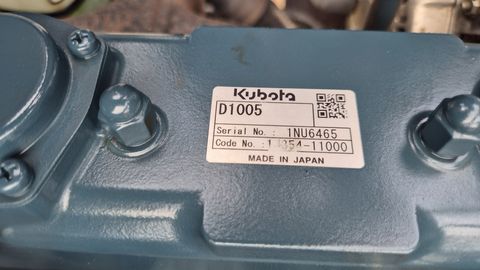 Kubota
D1005
Serial No. : 1NU6465
Code No. :
MADE IN JAPAN